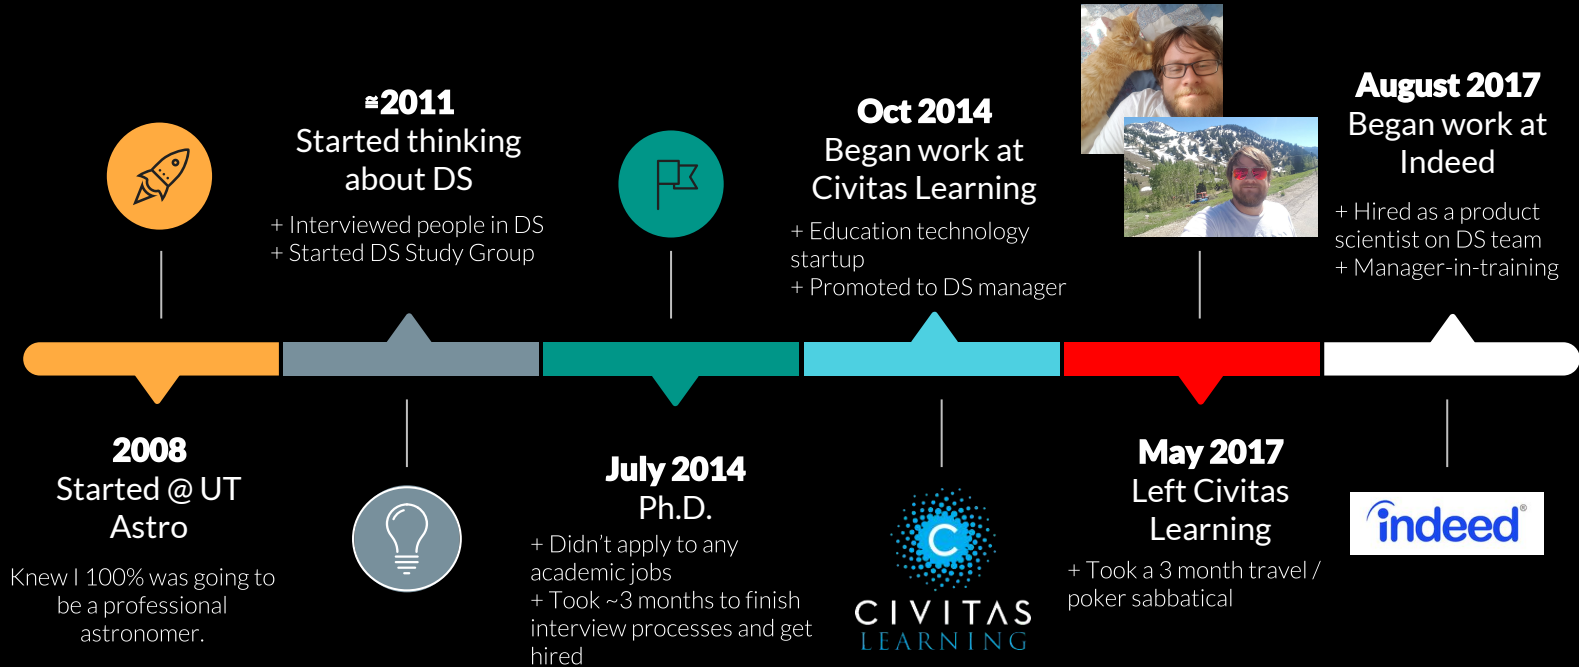 2008
Started @ UT
Astro
Knew I 100% was going to
be a professional
astronomer.
≅2011
Started thinking
about DS
+ Interviewed people in DS
+ Started DS Study Group
July 2014
Ph.D.
+ Didn’t apply to any
academic jobs
+ Took ~3 months to finish
interview processes and get
hired
Oct 2014
Began work at
Civitas Learning
+ Education technology
startup
+ Promoted to DS manager
C
CIVITAS
LEARNING
May 2017
Left Civitas
Learning
+ Took a 3 month travel /
poker sabbatical
August 2017
Began work at
Indeed
+ Hired as a product
scientist on DS team
+ Manager-in-training
indeed®